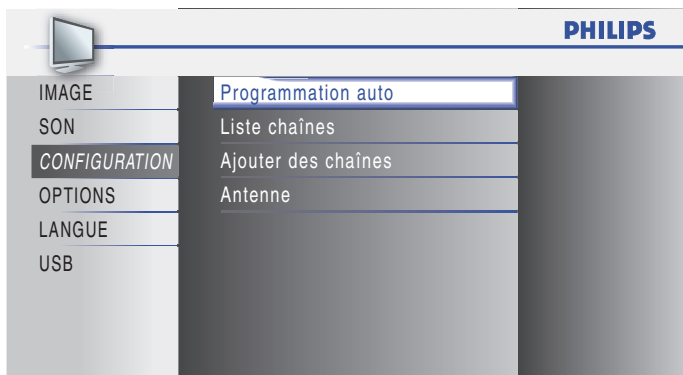 PHILIPS
IMAGE
SON
CONFIGURATION
OPTIONS
LANGUE
USB
Programmation auto
Liste chaînes
Ajouter des chaînes
Antenne